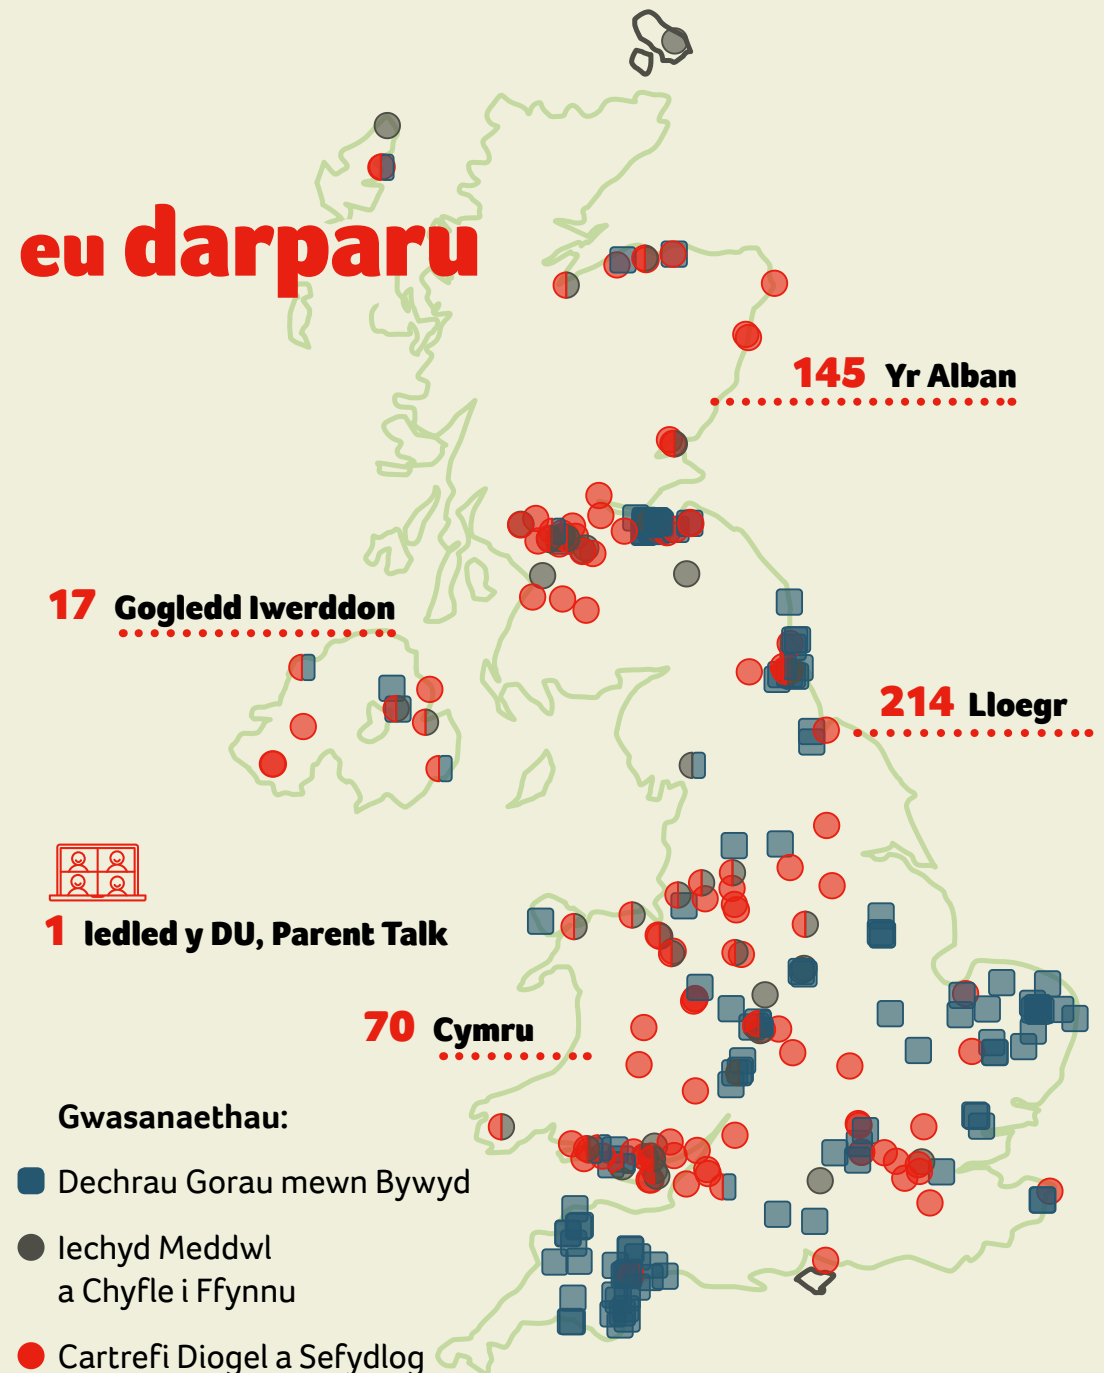 eu darparu
145 Yr Alban
17 Gogledd Iwerddon
214 Lloegr
1 Iedled y DU, Parent Talk
70 Cymru
Gwasanaethau:
Dechrau Gorau mewn Bywyd
Iechyd Meddwl
a Chyfle i Ffynnu
Cartrefi Diogel a Sefydlog